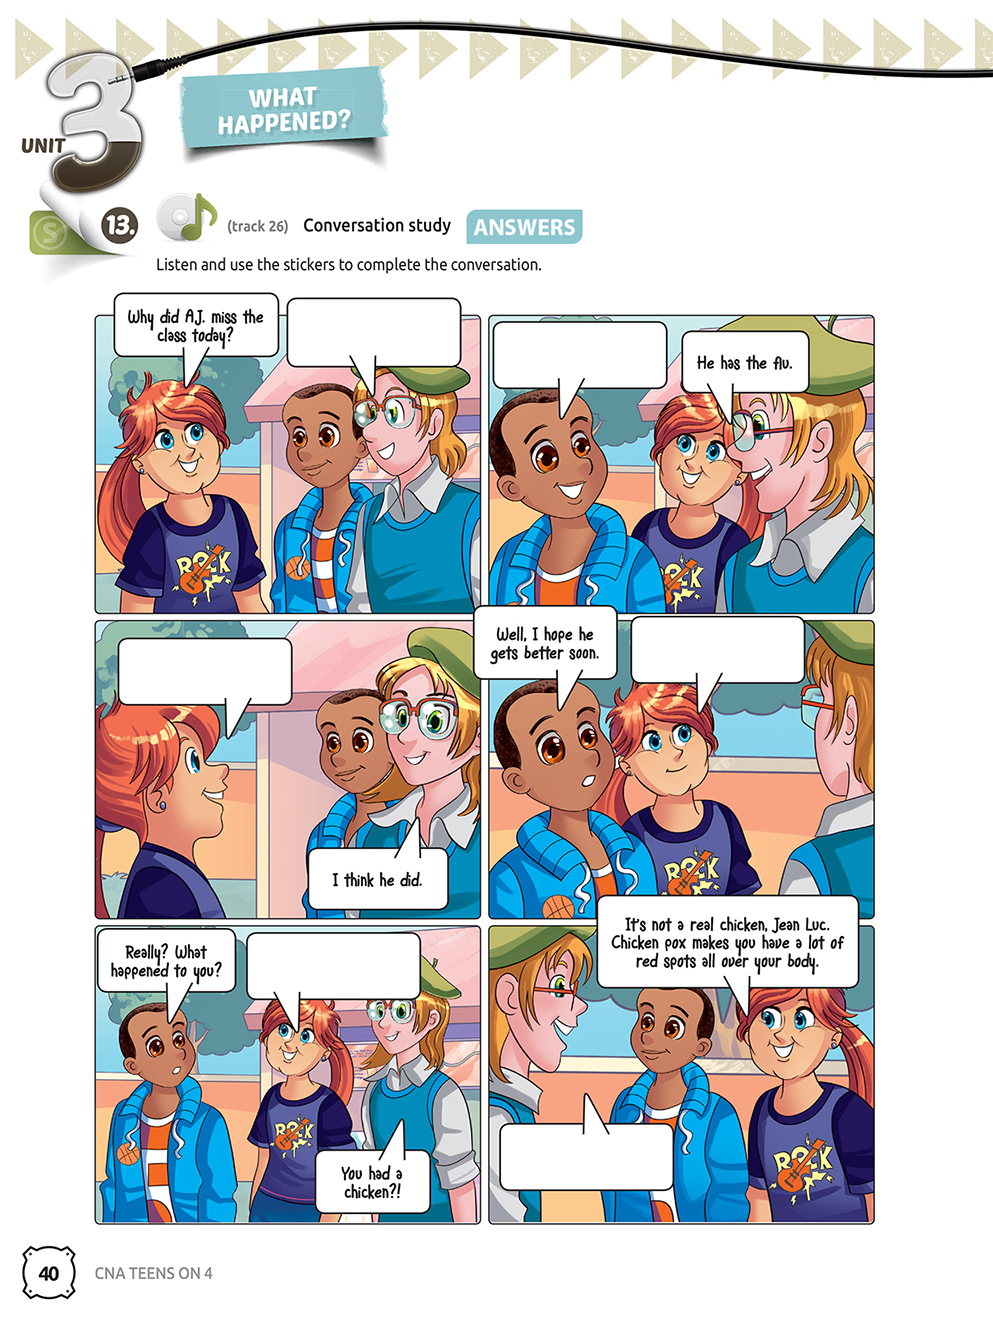 UNIT 3
WHAT
HAPPENED?
S
13.
(track 26) Conversation study ANSWERS
Listen and use the stickers to complete the conversation.
Why did A.J. miss the
class today?
He has the flu.
ROCK
ROCK
I think he did.
Well, I hope he
gets better soon.
ROCK
Really? What
happened to you?
You had a
chicken?!
ROCK
It's not a real chicken, Jean Luc.
Chicken pox makes you have a lot of
red spots all over your body.
ROCK
40 CNA TEENS ON 4